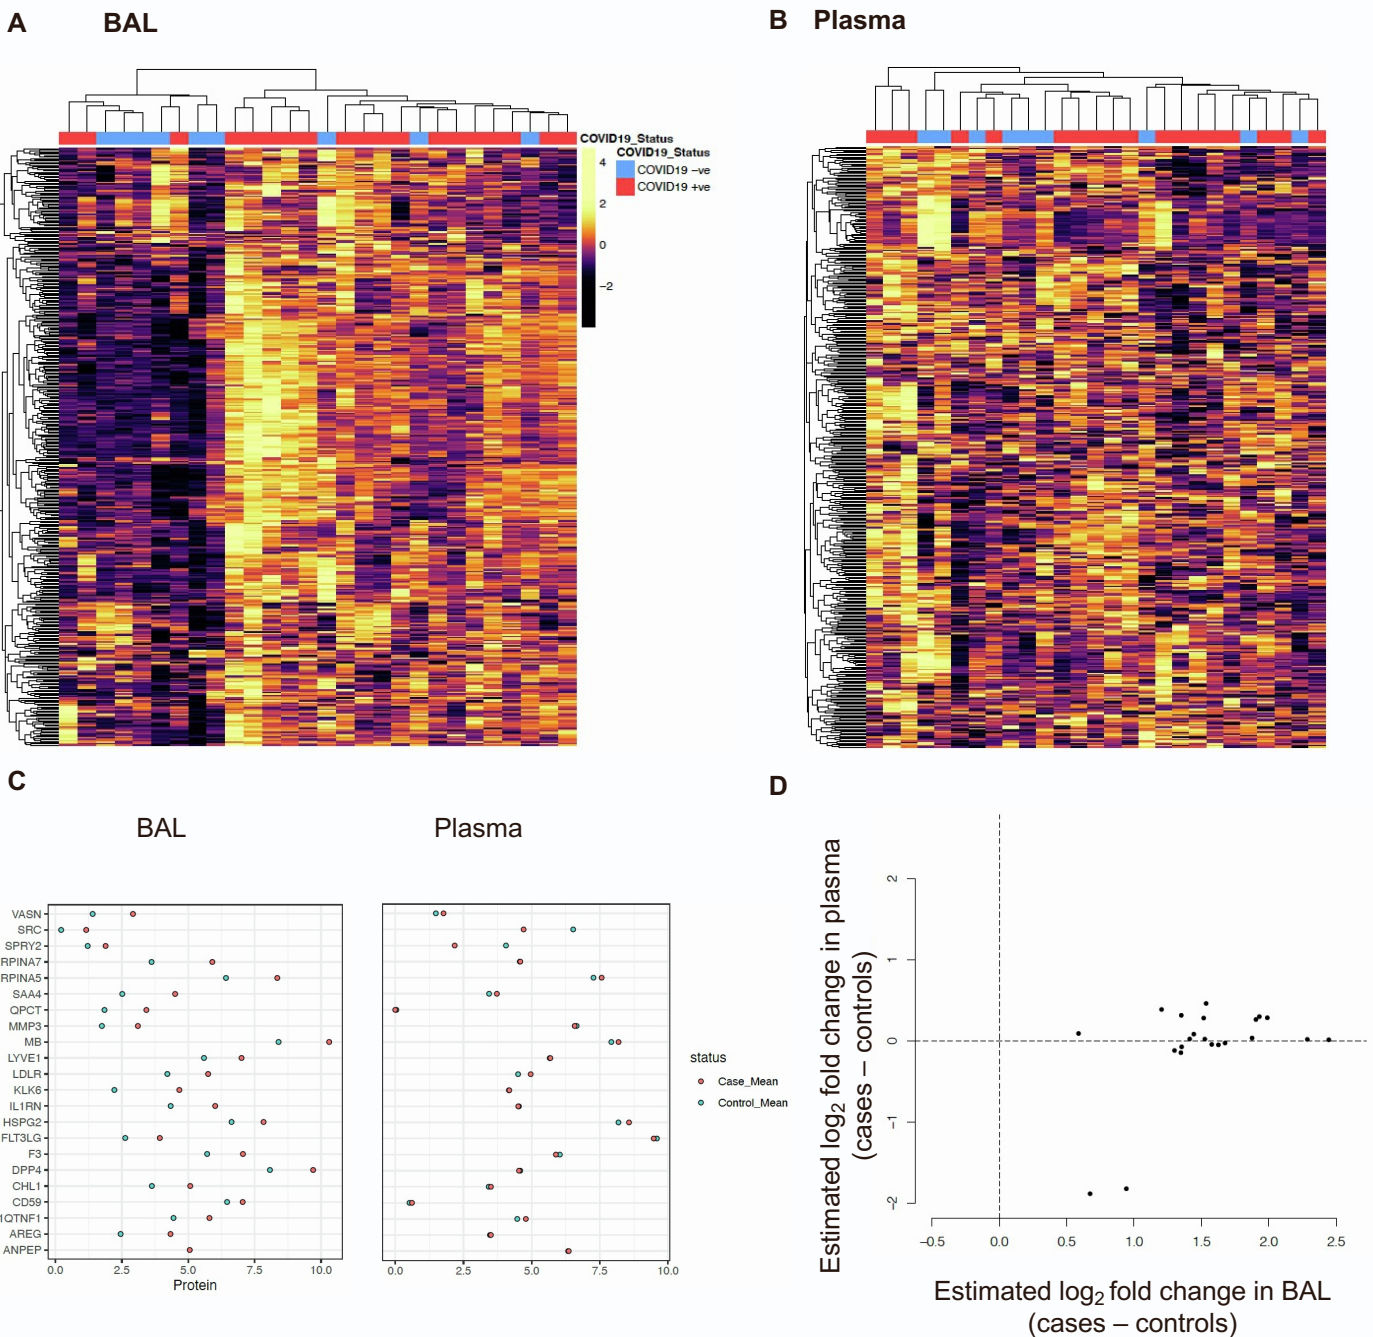 A BAL
B Plasma
COVID19_Status
COVID19_Status
COVID19 −ve
COVID19 +ve
4
2
0
−2
C
BAL
Plasma
VASN
SRC
SPRY2
RPINA7
RPINA5
SAA4
QPCT
MMP3
MB
LYVE1
LDLR
KLK6
IL1RN
HSPG2
FLT3LG
F3
DPP4
CHL1
CD59
1QTNF1
AREG
ANPEP
0.0 2.5 5.0 7.5 10.0
Protein
0.0 2.5 5.0 7.5 10.0
status
Case_Mean
Control_Mean
D
Estimated log2 fold change in plasma
(cases – controls)
2
1
0
−1
−2
−0.5 0.0 0.5 1.0 1.5 2.0 2.5
Estimated log2 fold change in BAL
(cases – controls)